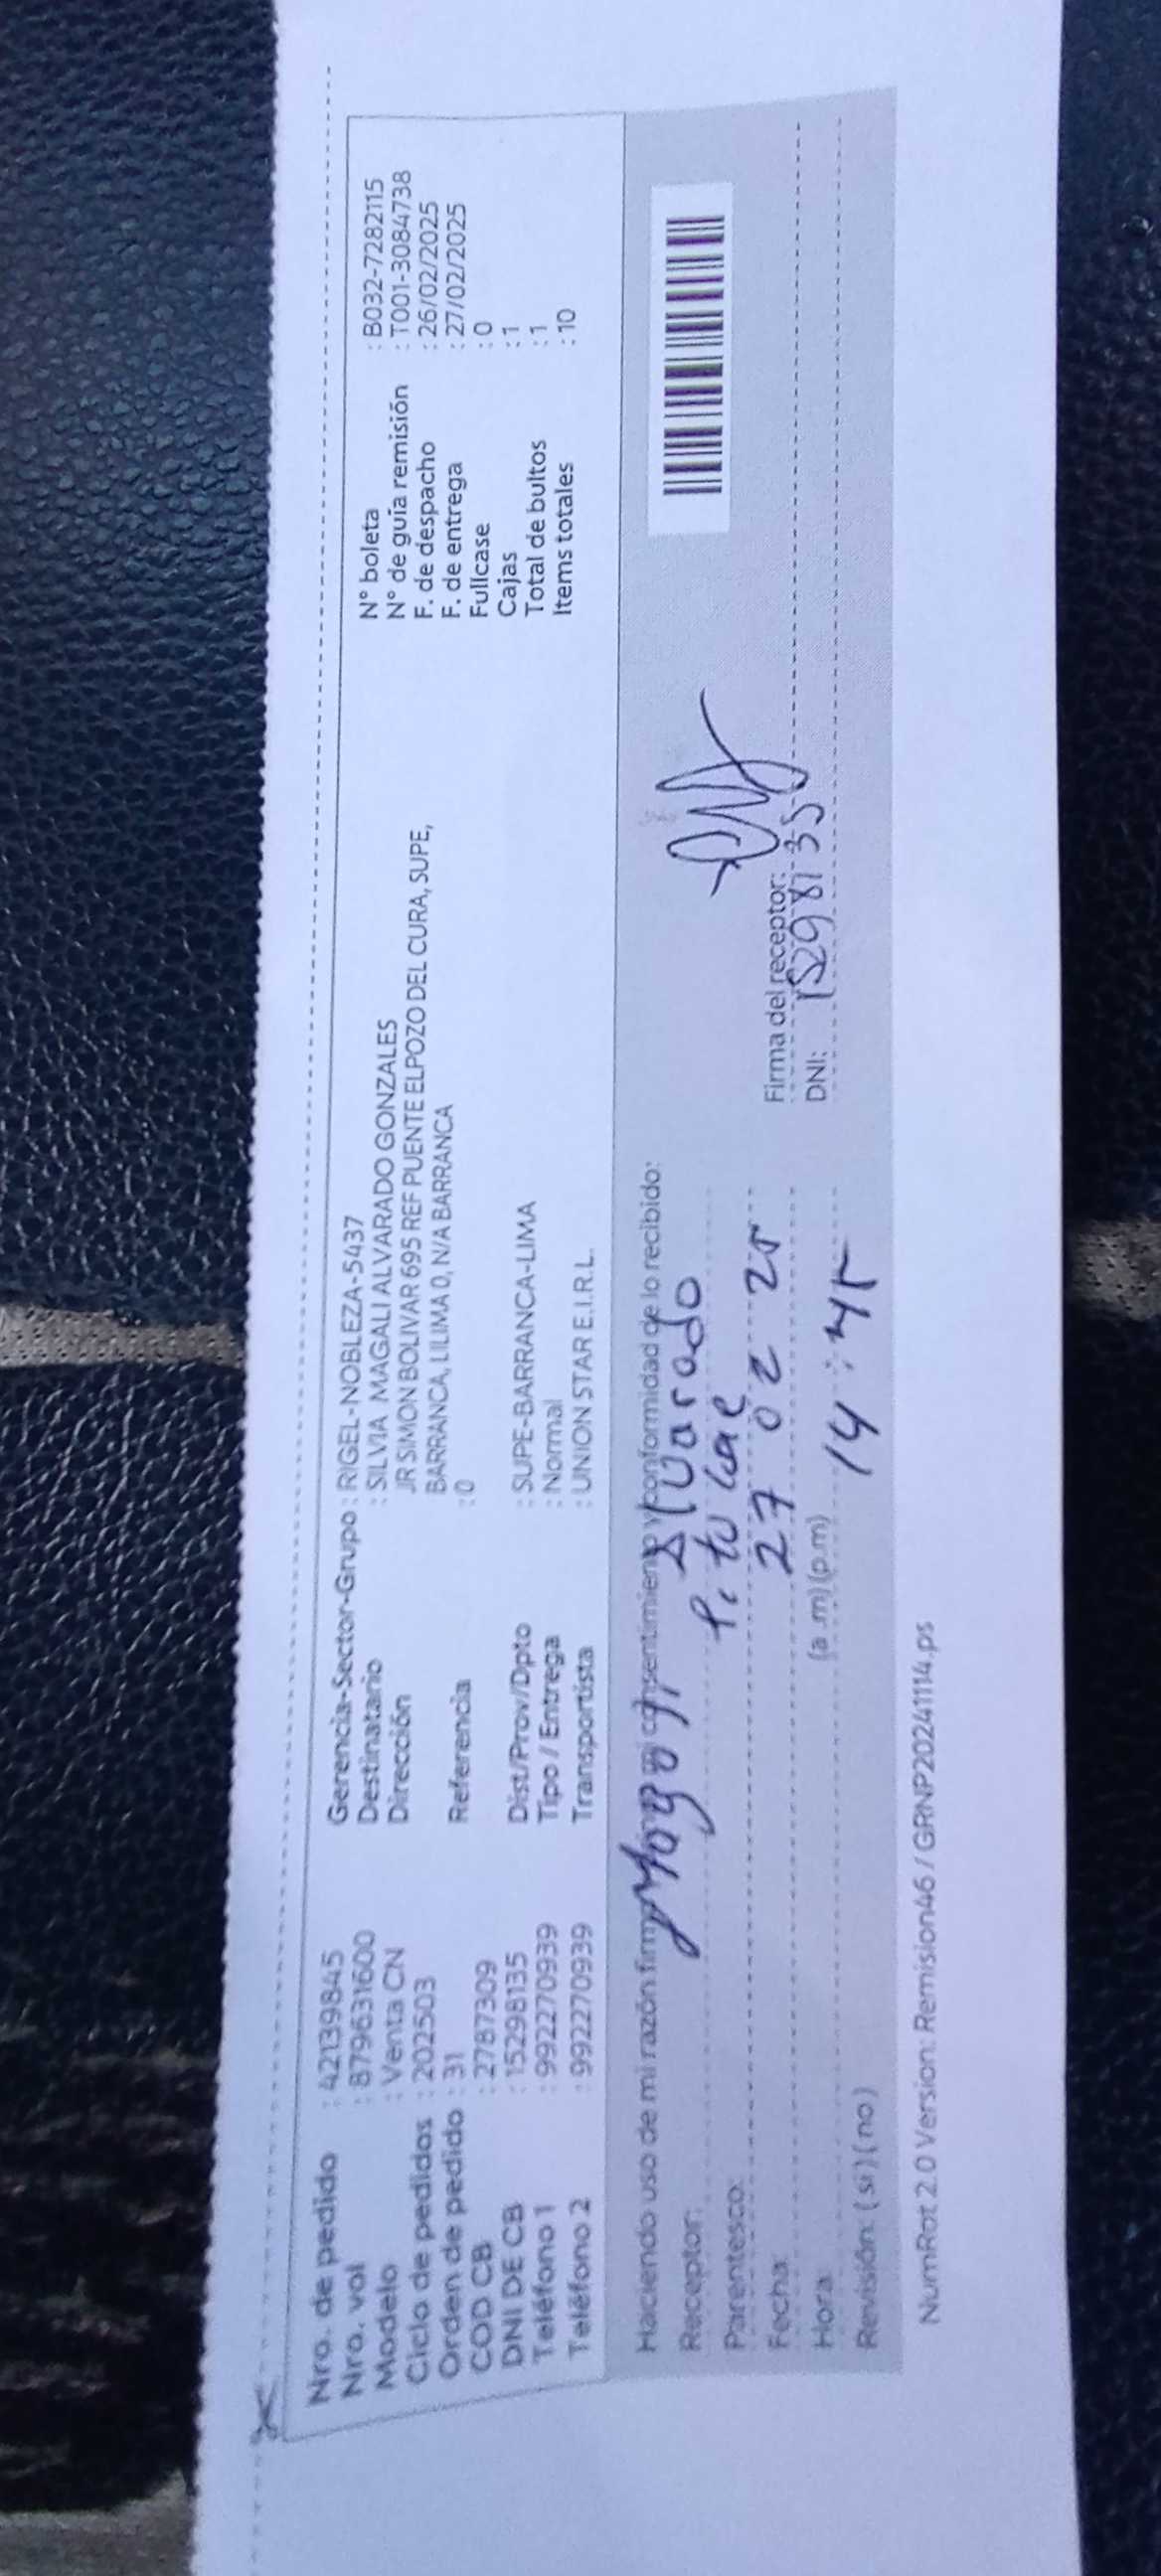 Nro. de pedido : 42139845
Nro. vol : 879631600
Modelo : Venta CN
Ciclo de pedidos : 202503
Orden de pedido : 31
COD CB : 2787309
DNI DE CB : 15298135
Teléfono 1 : 992270939
Teléfono 2 : 992270939
Gerencia-Sector-Grupo : RIGEL-NOBLEZA-5437
Destinatario : SILVIA MAGALI ALVARADO GONZALES
Dirección JR SIMON BOLIVAR 695 REF PUENTE ELPOZO DEL CURA, SUPE,
BARRANCA, LILIMA 0, N/A BARRANCA
Referencia : 0
Dist/Prov/Dpto : SUPE-BARRANCA-LIMA
Tipo / Entrega : Normal
Transportista : UNION STAR E.I.R.L.
N° boleta : B032-7282115
N° de guía remisión : T001-3084738
F. de despacho : 26/02/2025
F. de entrega : 27/02/2025
Fullcase : 0
Cajas : 1
Total de bultos : 1
Items totales : 10
Haciendo uso de mi razón firmo consentimiento y conformidad de lo recibido:
Receptor: Alvarado
Parentesco:
Fecha: 27 02 25
Hora: (a .m) (p.m) 14 : 45
Revisión: ( si ) ( no )
Firma del receptor:
DNI: 15298135
NumRot 2.0 Version: Remision46 / GRNP20241114.ps